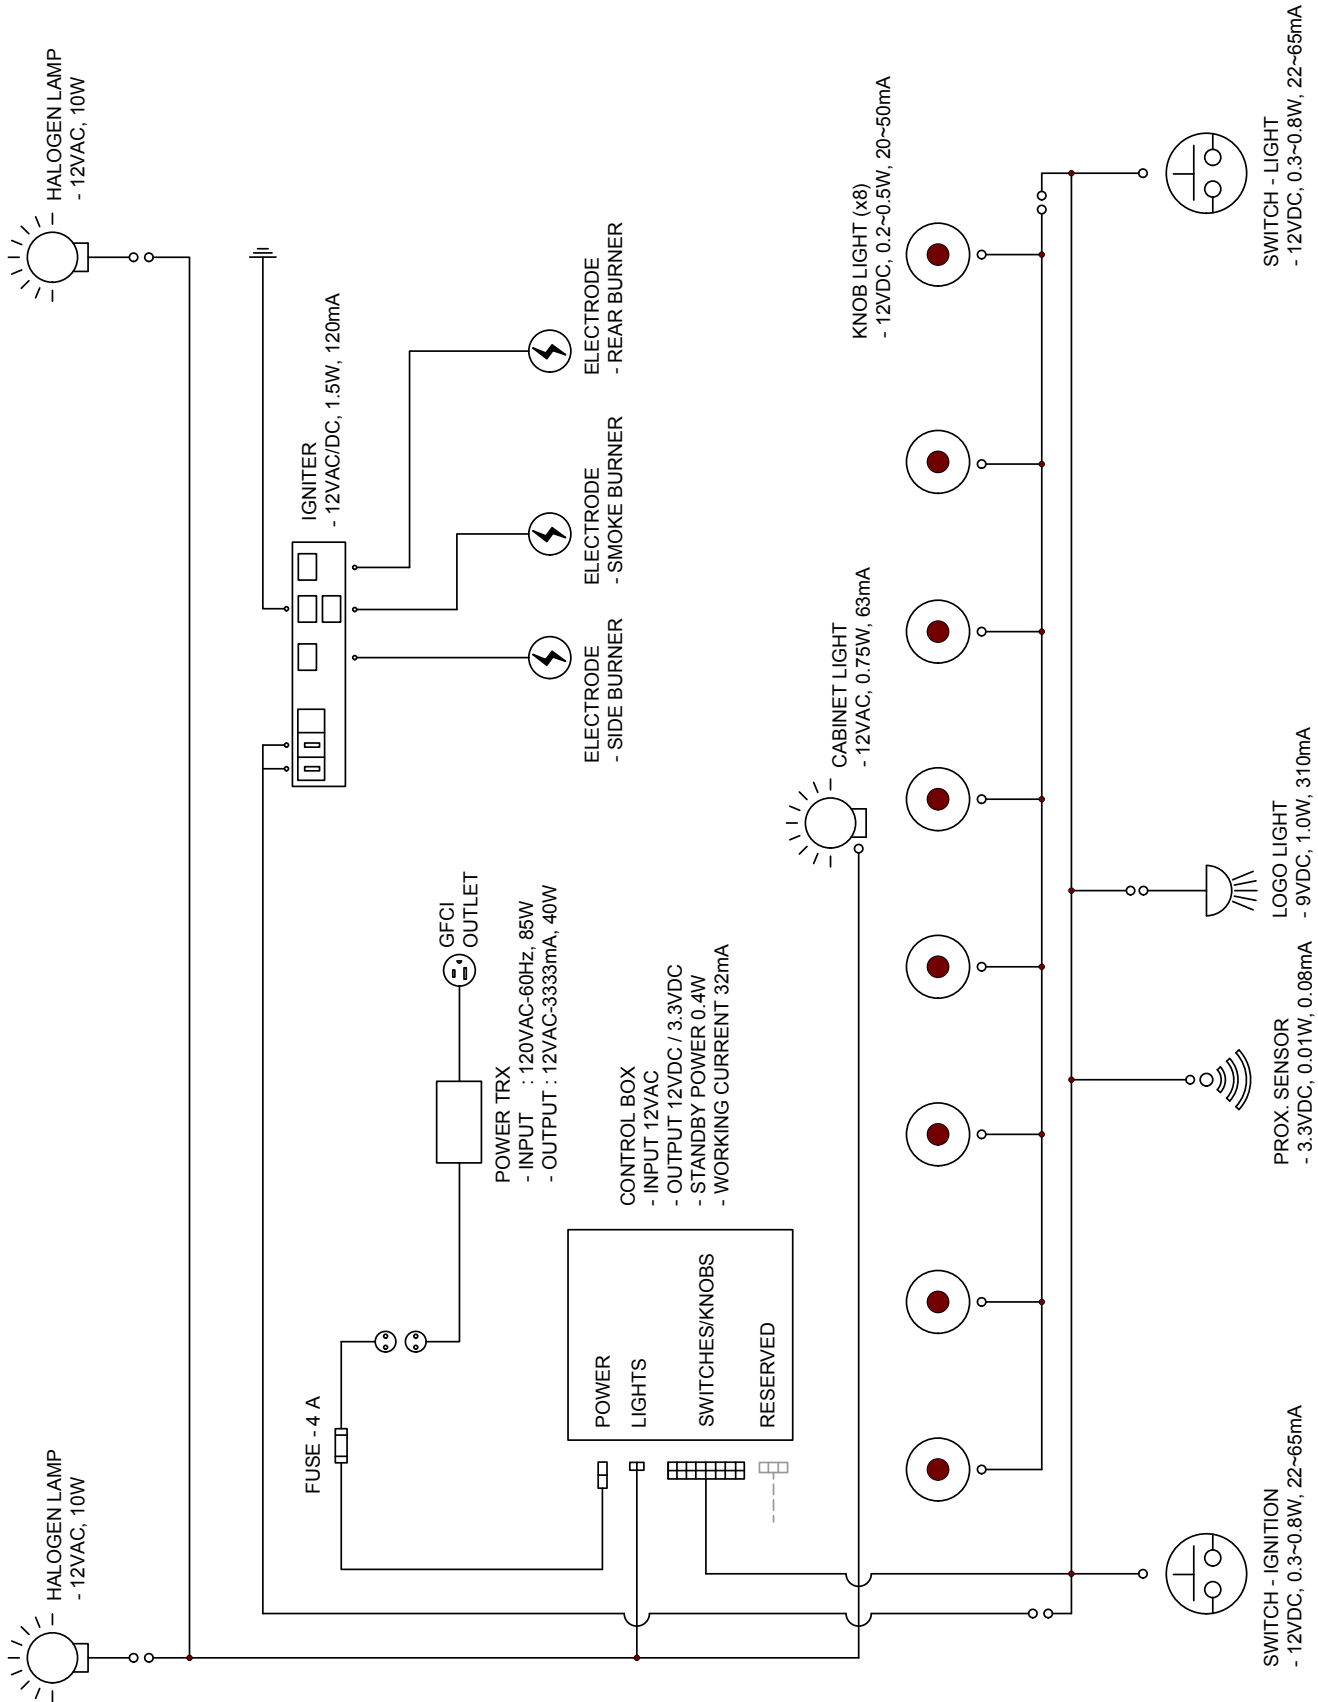 HALOGEN LAMP
- 12VAC, 10W
HALOGEN LAMP
- 12VAC, 10W
IGNITER
- 12VAC/DC, 1.5W, 120mA
FUSE - 4 A
GFCI
OUTLET
POWER TRX
- INPUT : 120VAC-60Hz, 85W
- OUTPUT : 12VAC-3333mA, 40W
ELECTRODE
- SIDE BURNER
ELECTRODE
- SMOKE BURNER
ELECTRODE
- REAR BURNER
CONTROL BOX
- INPUT 12VAC
- OUTPUT 12VDC / 3.3VDC
- STANDBY POWER 0.4W
- WORKING CURRENT 32mA
POWER
LIGHTS
SWITCHES/KNOBS
RESERVED
CABINET LIGHT
- 12VAC, 0.75W, 63mA
KNOB LIGHT (x8)
- 12VDC, 0.2~0.5W, 20~50mA
SWITCH - IGNITION
- 12VDC, 0.3~0.8W, 22~65mA
PROX. SENSOR
- 3.3VDC, 0.01W, 0.08mA
LOGO LIGHT
- 9VDC, 1.0W, 310mA
SWITCH - LIGHT
- 12VDC, 0.3~0.8W, 22~65mA